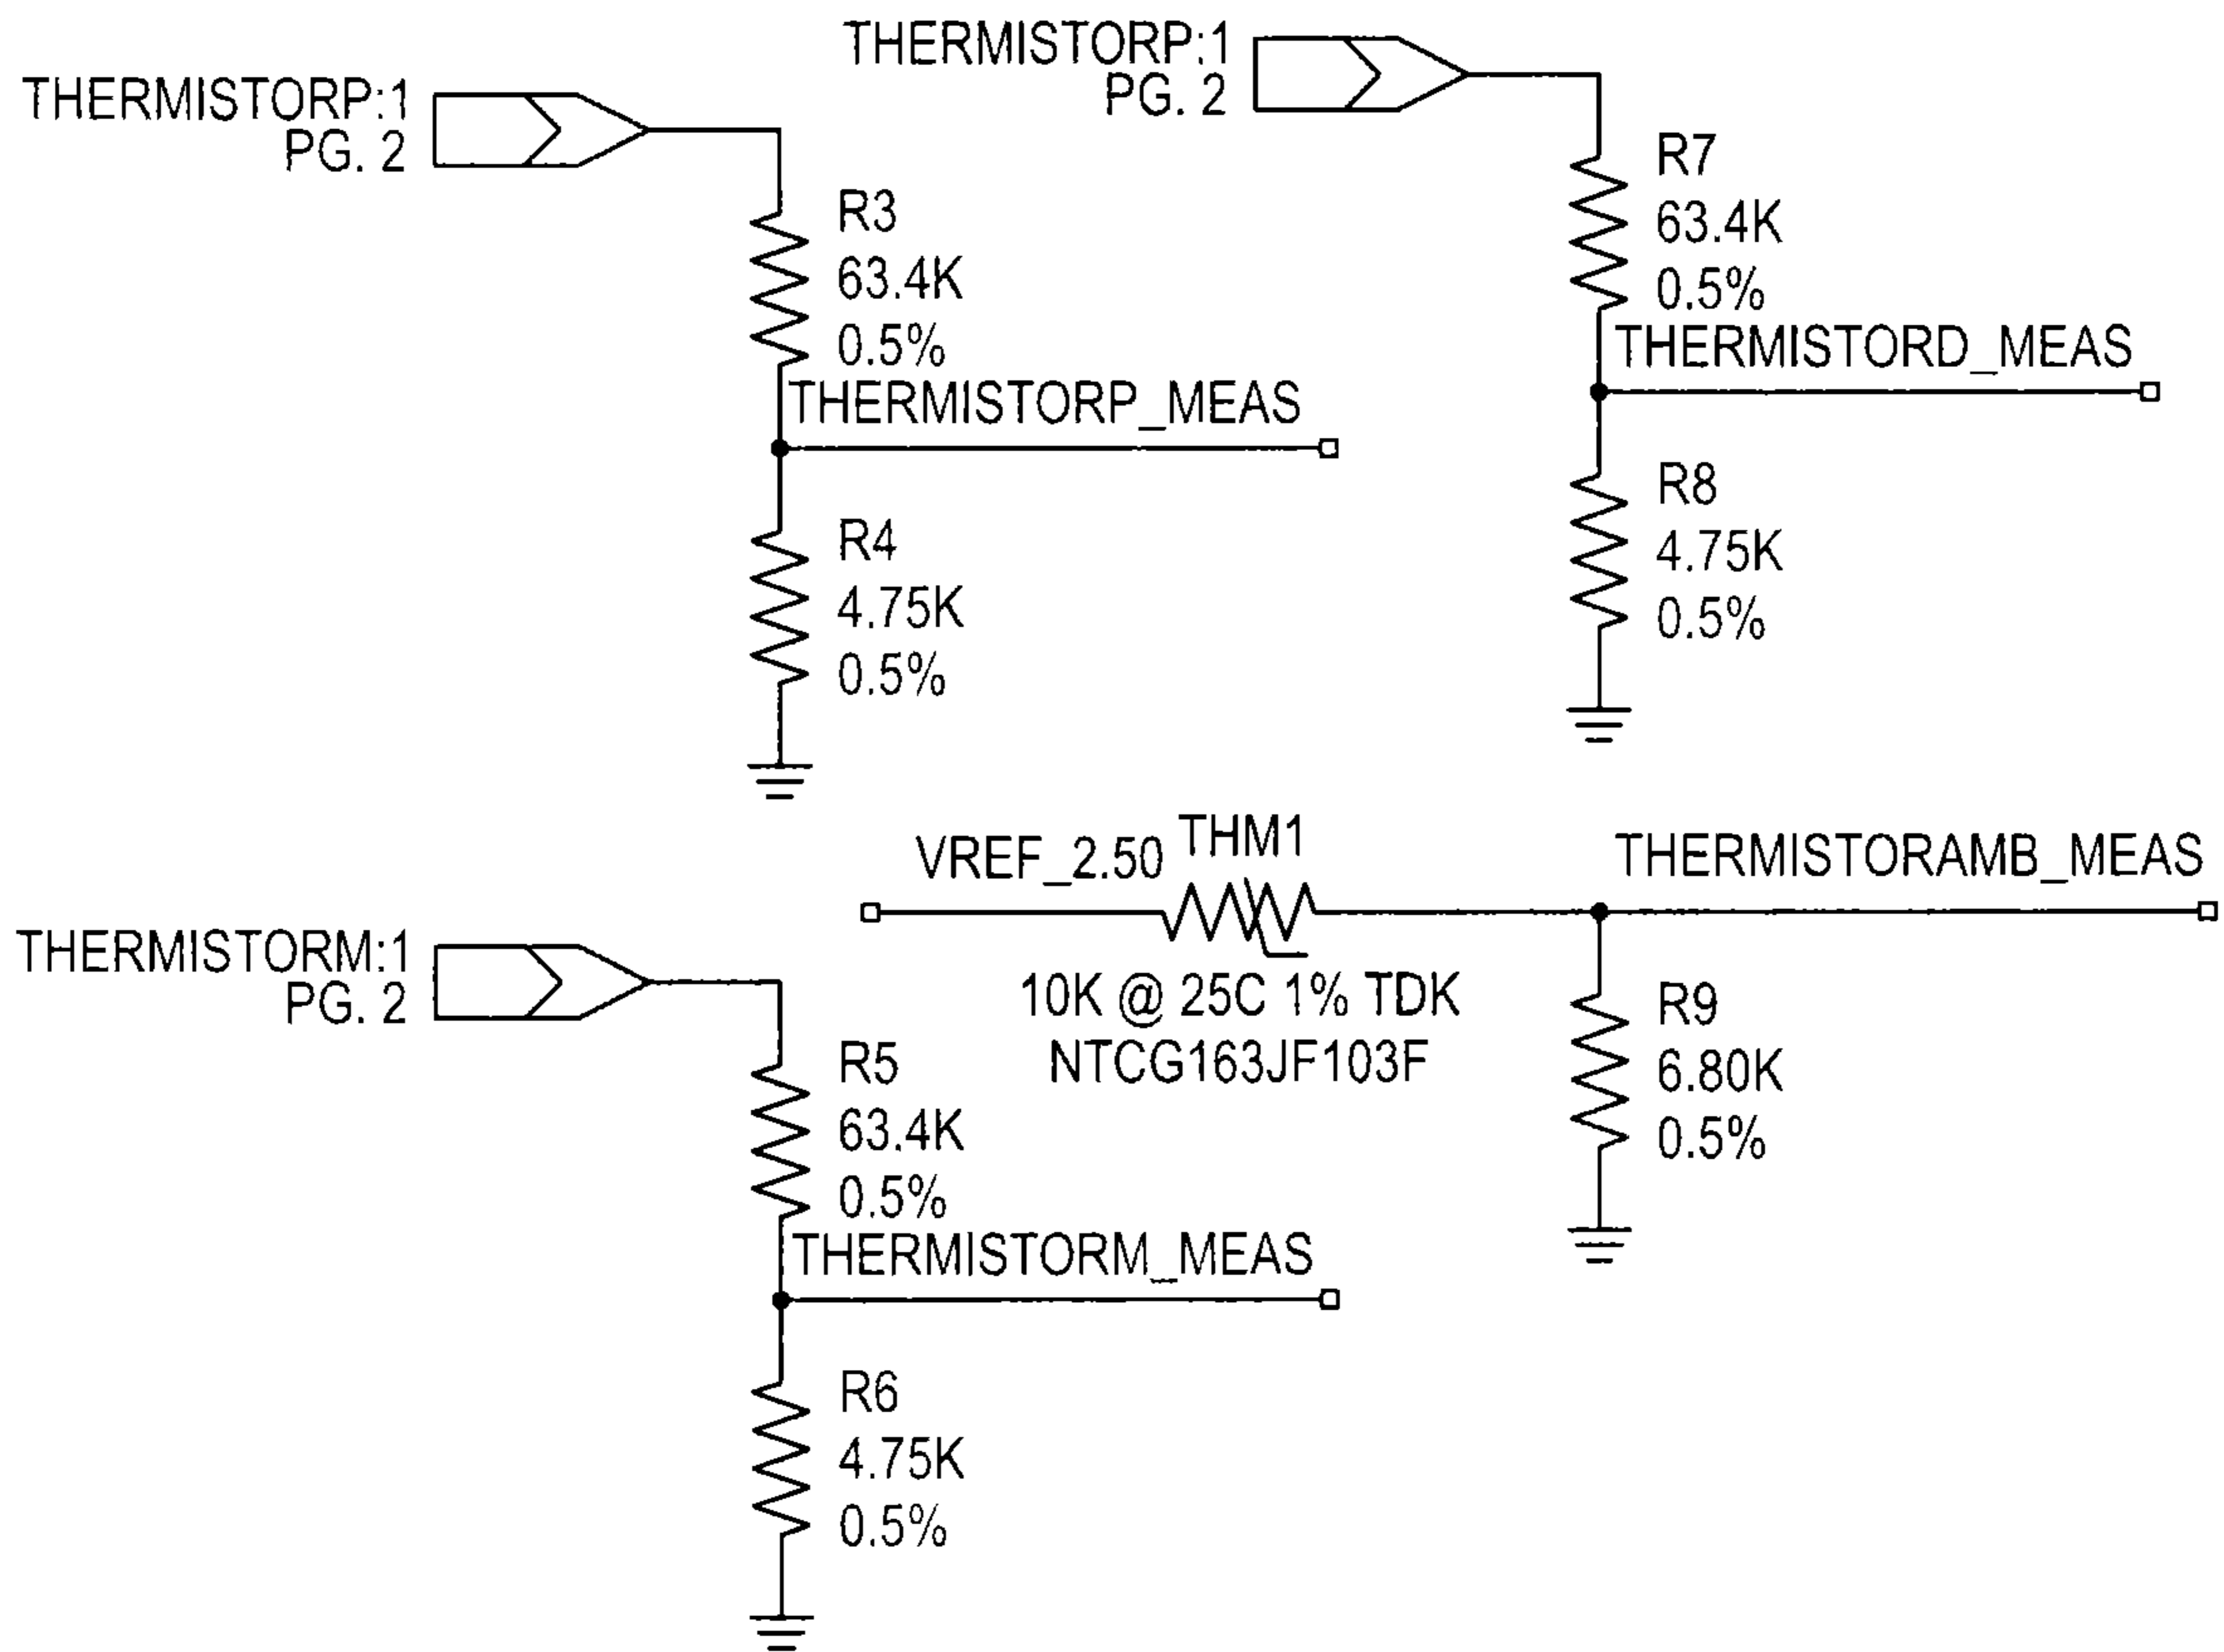 THERMISTORP:1
PG. 2
R3
63.4K
0.5%
THERMISTORP_MEAS
R4
4.75K
0.5%
THERMISTORP:1
PG. 2
R7
63.4K
0.5%
THERMISTORD_MEAS
R8
4.75K
0.5%
THERMISTORM:1
PG. 2
R5
63.4K
0.5%
THERMISTORM_MEAS
R6
4.75K
0.5%
VREF_2.50
THM1
10K @ 25C 1% TDK
NTCG163JF103F
THERMISTORAMB_MEAS
R9
6.80K
0.5%